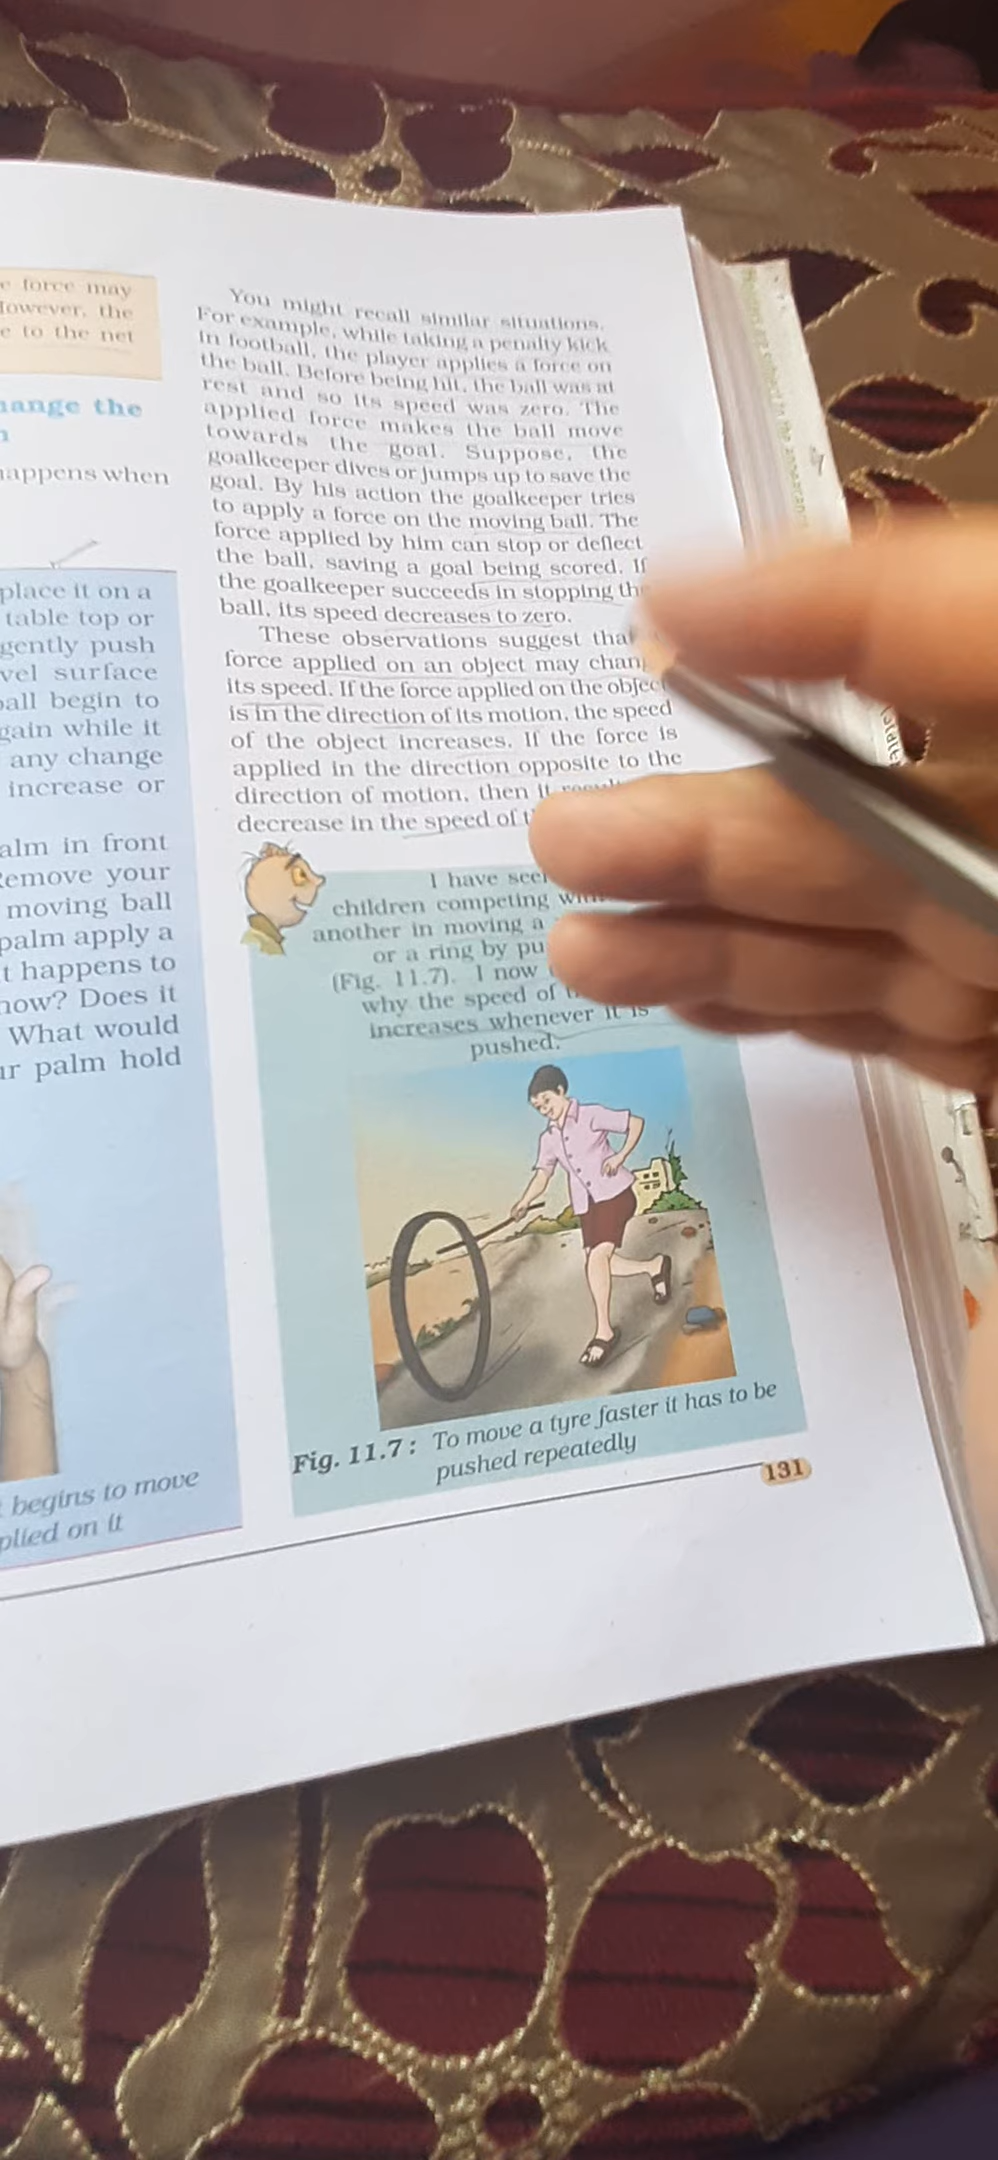 e force may
However, the
e to the net
hange the
happens when
place it on a
table top or
gently push
vel surface
ball begin to
gain while it
any change
increase or
alm in front
Remove your
moving ball
palm apply a
t happens to
now? Does it
What would
ur palm hold
begins to move
plied on it
You might recall similar situations.
For example, while taking a penalty kick
in football, the player applies a force on
the ball. Before being hit, the ball was at
rest and so its speed was zero. The
applied force makes the ball move
towards the goal. Suppose, the
goalkeeper dives or jumps up to save the
goal. By his action the goalkeeper tries
to apply a force on the moving ball. The
force applied by him can stop or deflect
the ball, saving a goal being scored. If
the goalkeeper succeeds in stopping th
ball, its speed decreases to zero.
These observations suggest that
force applied on an object may chang
its speed. If the force applied on the object
is in the direction of its motion, the speed
of the object increases. If the force is
applied in the direction opposite to the
direction of motion, then it
decrease in the speed of t
I have seen
children competing with
another in moving a
or a ring by pu
(Fig. 11.7). I now
why the speed of
increases whenever it is
pushed.
Fig. 11.7 : To move a tyre faster it has to be
pushed repeatedly
131